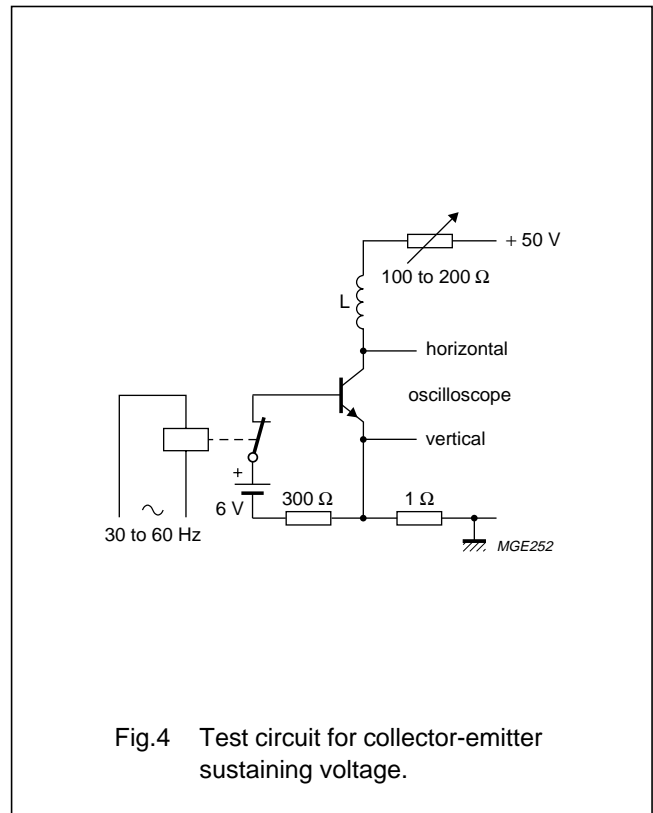 + 50 V
100 to 200 Ω
L
horizontal
oscilloscope
vertical
+
6 V
300 Ω
1 Ω
30 to 60 Hz
MGE252
Fig.4 Test circuit for collector-emitter
sustaining voltage.